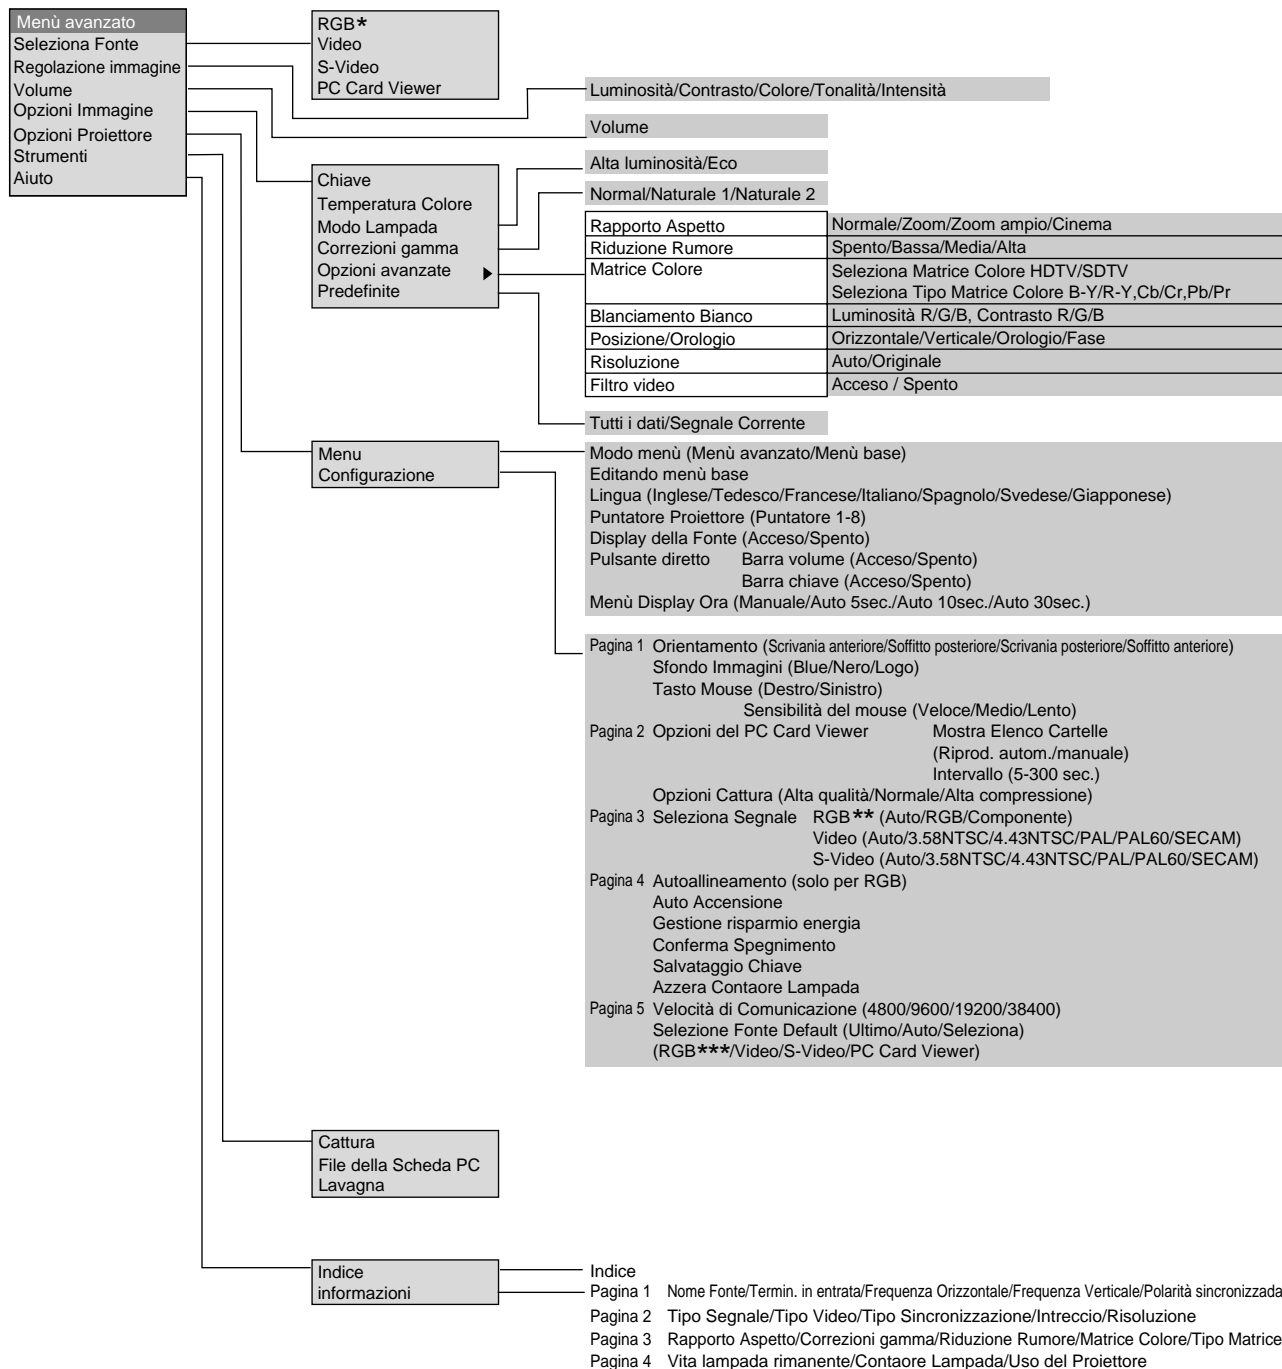 Menù avanzato
Seleziona Fonte
Regolazione immagine
Volume
Opzioni Immagine
Opzioni Proiettore
Strumenti
Aiuto
RGB*
Video
S-Video
PC Card Viewer
Luminosità/Contrasto/Colore/Tonalità/Intensità
Volume
Chiave
Temperatura Colore
Modo Lampada
Correzioni gamma
Opzioni avanzate
Predefinite
Alta luminosità/Eco
Normal/Naturale 1/Naturale 2
Rapporto Aspetto Normale/Zoom/Zoom ampio/Cinema
Riduzione Rumore Spento/Bassa/Media/Alta
Matrice Colore Seleziona Matrice Colore HDTV/SDTV
Seleziona Tipo Matrice Colore B-Y/R-Y,Cb/Cr,Pb/Pr
Blanciamento Bianco Luminosità R/G/B, Contrasto R/G/B
Posizione/Orologio Orizzontale/Verticale/Orologio/Fase
Risoluzione Auto/Originale
Filtro video Acceso / Spento
Tutti i dati/Segnale Corrente
Menu
Configurazione
Modo menù (Menù avanzato/Menù base)
Editando menù base
Lingua (Inglese/Tedesco/Francese/Italiano/Spagnolo/Svedese/Giapponese)
Puntatore Proiettore (Puntatore 1-8)
Display della Fonte (Acceso/Spento)
Pulsante diretto Barra volume (Acceso/Spento)
Barra chiave (Acceso/Spento)
Menù Display Ora (Manuale/Auto 5sec./Auto 10sec./Auto 30sec.)
Pagina 1 Orientamento (Scrivania anteriore/Soffitto posteriore/Scrivania posteriore/Soffitto anteriore)
Sfondo Immagini (Blue/Nero/Logo)
Tasto Mouse (Destro/Sinistro)
Sensibilità del mouse (Veloce/Medio/Lento)
Pagina 2 Opzioni del PC Card Viewer Mostra Elenco Cartelle
(Riprod. autom./manuale)
Intervallo (5-300 sec.)
Opzioni Cattura (Alta qualità/Normale/Alta compressione)
Pagina 3 Seleziona Segnale RGB** (Auto/RGB/Componente)
Video (Auto/3.58NTSC/4.43NTSC/PAL/PAL60/SECAM)
S-Video (Auto/3.58NTSC/4.43NTSC/PAL/PAL60/SECAM)
Pagina 4 Autoallineamento (solo per RGB)
Auto Accensione
Gestione risparmio energia
Conferma Spegnimento
Salvataggio Chiave
Azzera Contaore Lampada
Pagina 5 Velocità di Comunicazione (4800/9600/19200/38400)
Selezione Fonte Default (Ultimo/Auto/Seleziona)
(RGB***/Video/S-Video/PC Card Viewer)
Cattura
File della Scheda PC
Lavagna
Indice
informazioni
Indice
Pagina 1 Nome Fonte/Termin. in entrata/Frequenza Orizzontale/Frequenza Verticale/Polarità sincronizzada
Pagina 2 Tipo Segnale/Tipo Video/Tipo Sincronizzazione/Intreccio/Risoluzione
Pagina 3 Rapporto Aspetto/Correzioni gamma/Riduzione Rumore/Matrice Colore/Tipo Matrice
Pagina 4 Vita lampada rimanente/Contaore Lampada/Uso del Proiettore